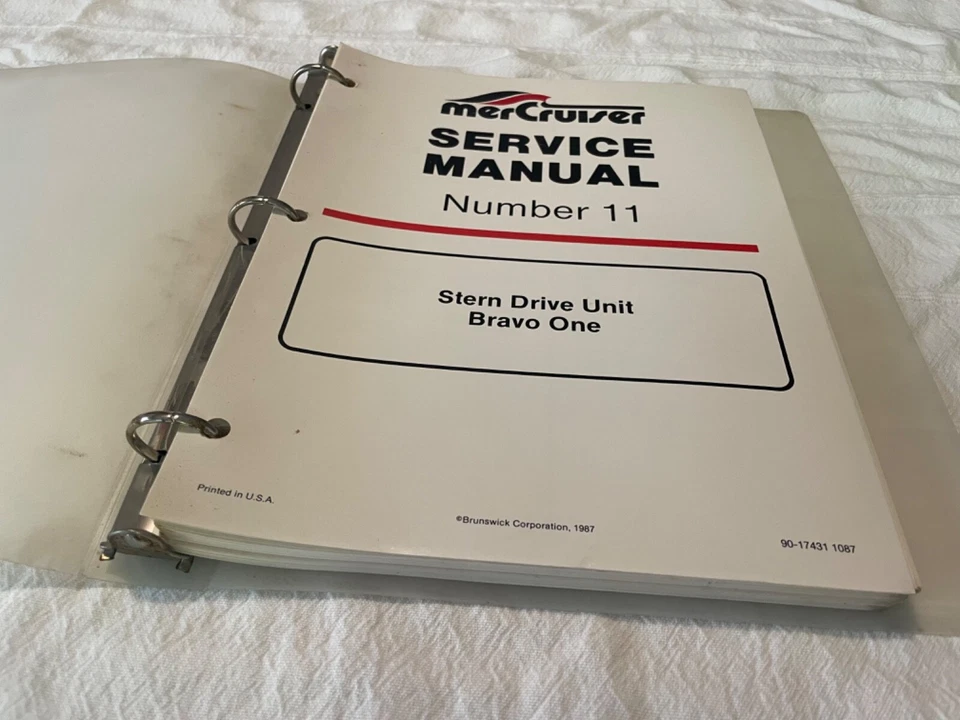 merCruiser
SERVICE
MANUAL
Number 11
Stern Drive Unit
Bravo One
Printed in U.S.A.
©Brunswick Corporation, 1987
90-17431 1087